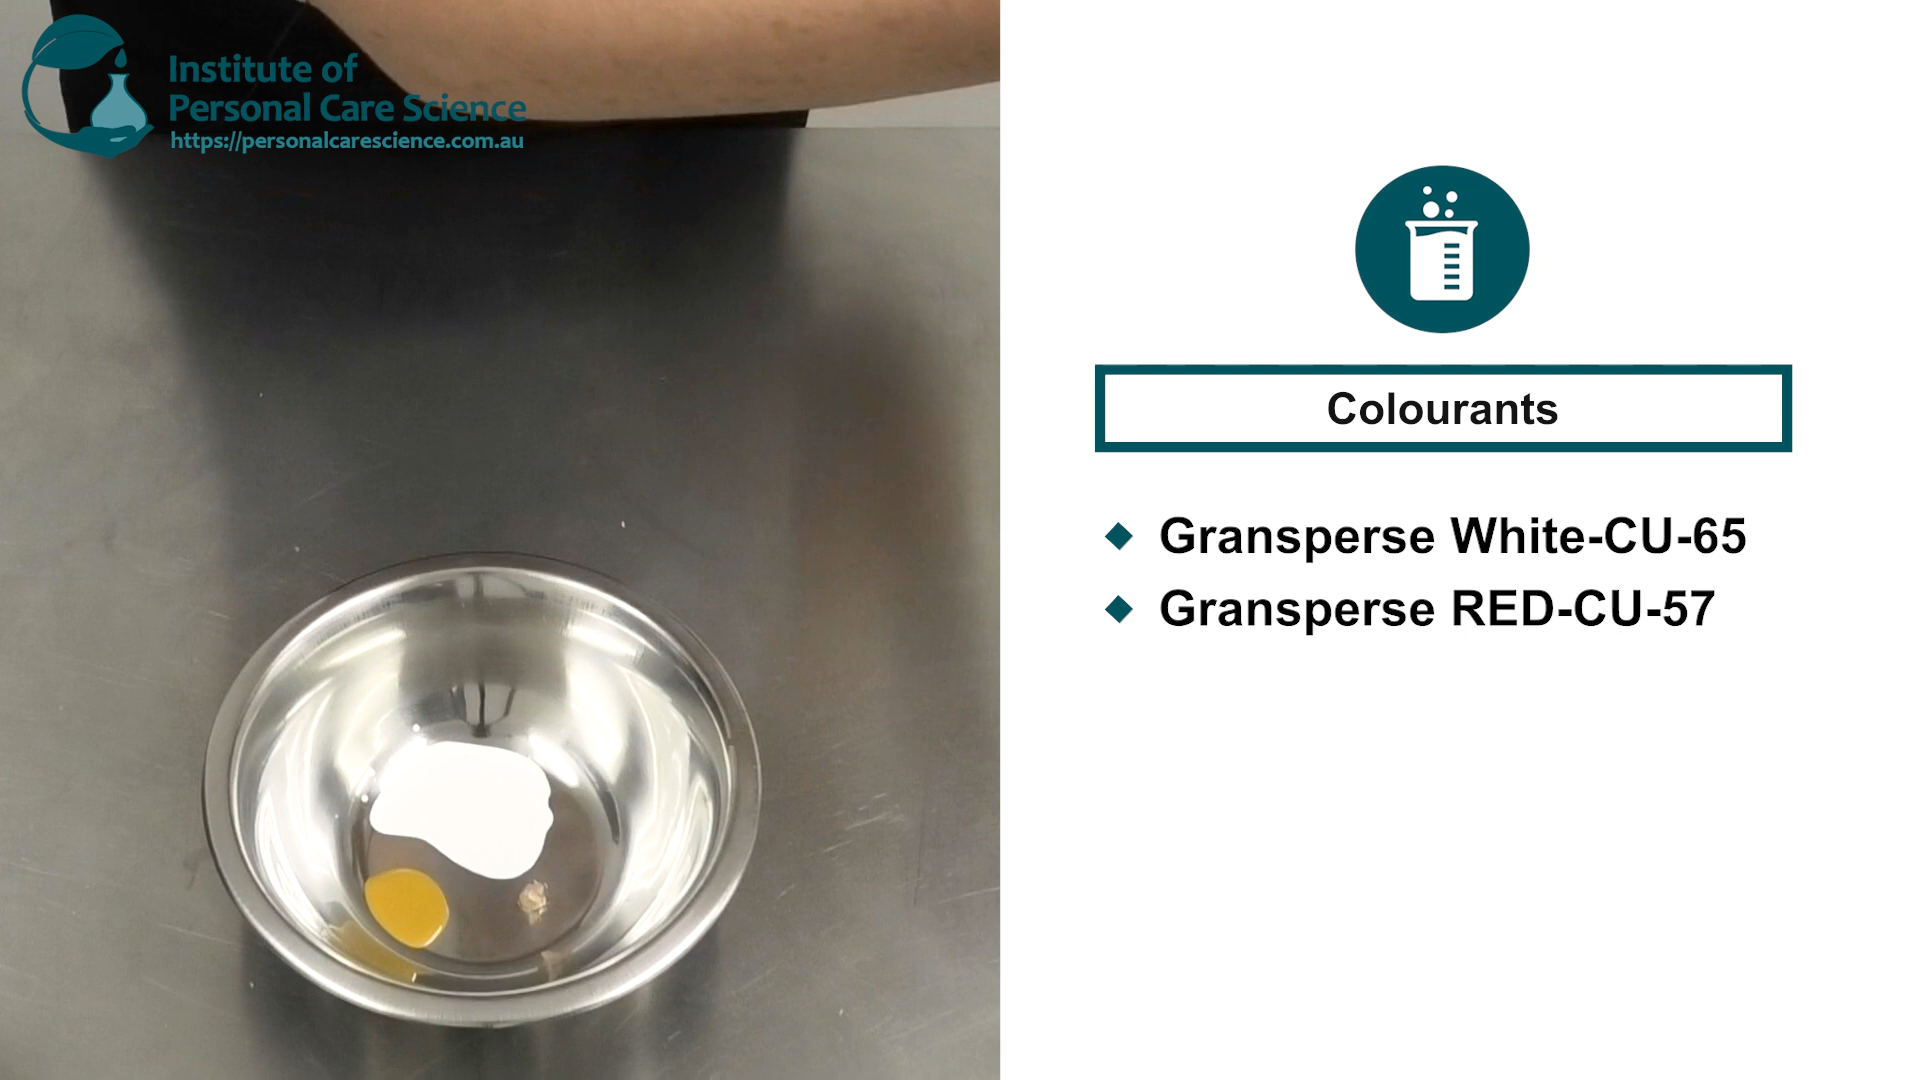 Institute of
Personal Care Science
https://personalcarescience.com.au
Colourants
Gransperse White-CU-65
Gransperse RED-CU-57